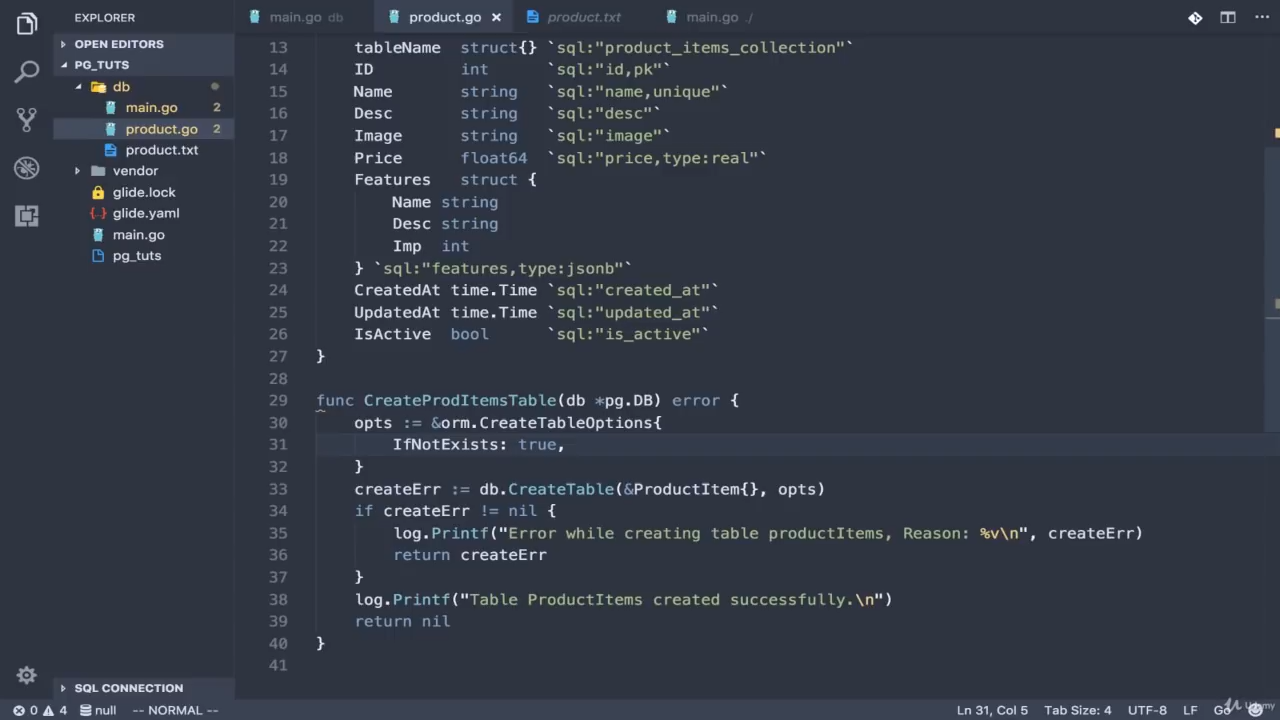 EXPLORER
main.go db
product.go
product.txt
main.go ./
OPEN EDITORS
PG_TUTS
db
main.go 2
product.go 2
product.txt
vendor
glide.lock
glide.yaml
main.go
pg_tuts
SQL CONNECTION
13 tableName struct{} `sql:"product_items_collection"`
14 ID int `sql:"id,pk"`
15 Name string `sql:"name,unique"`
16 Desc string `sql:"desc"`
17 Image string `sql:"image"`
18 Price float64 `sql:"price,type:real"`
19 Features struct {
20 Name string
21 Desc string
22 Imp int
23 } `sql:"features,type:jsonb"`
24 CreatedAt time.Time `sql:"created_at"`
25 UpdatedAt time.Time `sql:"updated_at"`
26 IsActive bool `sql:"is_active"`
27 }
28
29 func CreateProdItemsTable(db *pg.DB) error {
30 opts := &orm.CreateTableOptions{
31 IfNotExists: true,
32 }
33 createErr := db.CreateTable(&ProductItem{}, opts)
34 if createErr != nil {
35 log.Printf("Error while creating table productItems, Reason: %v\n", createErr)
36 return createErr
37 }
38 log.Printf("Table ProductItems created successfully.\n")
39 return nil
40 }
41
0 4 null -- NORMAL --
Ln 31, Col 5 Tab Size: 4 UTF-8 LF Go
Udemy